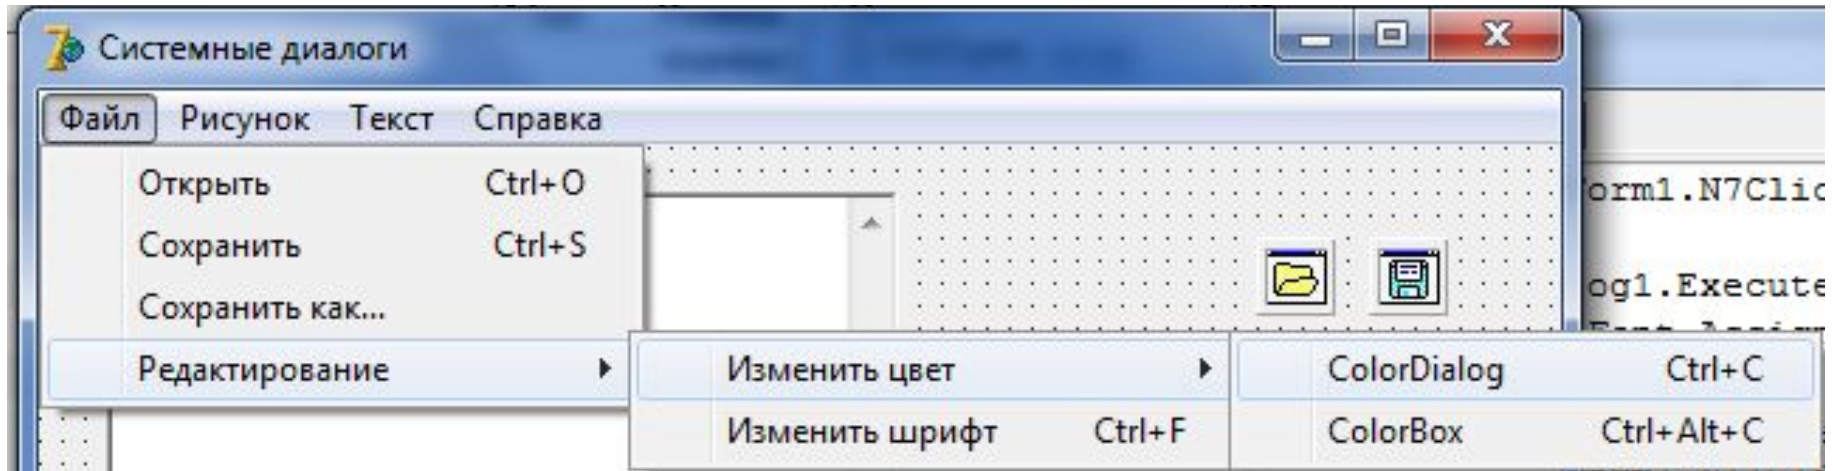 Системные диалоги
Файл Рисунок Текст Справка
Открыть Ctrl+O
Сохранить Ctrl+S
Сохранить как...
Редактирование
Изменить цвет
Изменить шрифт Ctrl+F
ColorDialog Ctrl+C
ColorBox Ctrl+Alt+C
orm1.N7Clic
og1.Execute